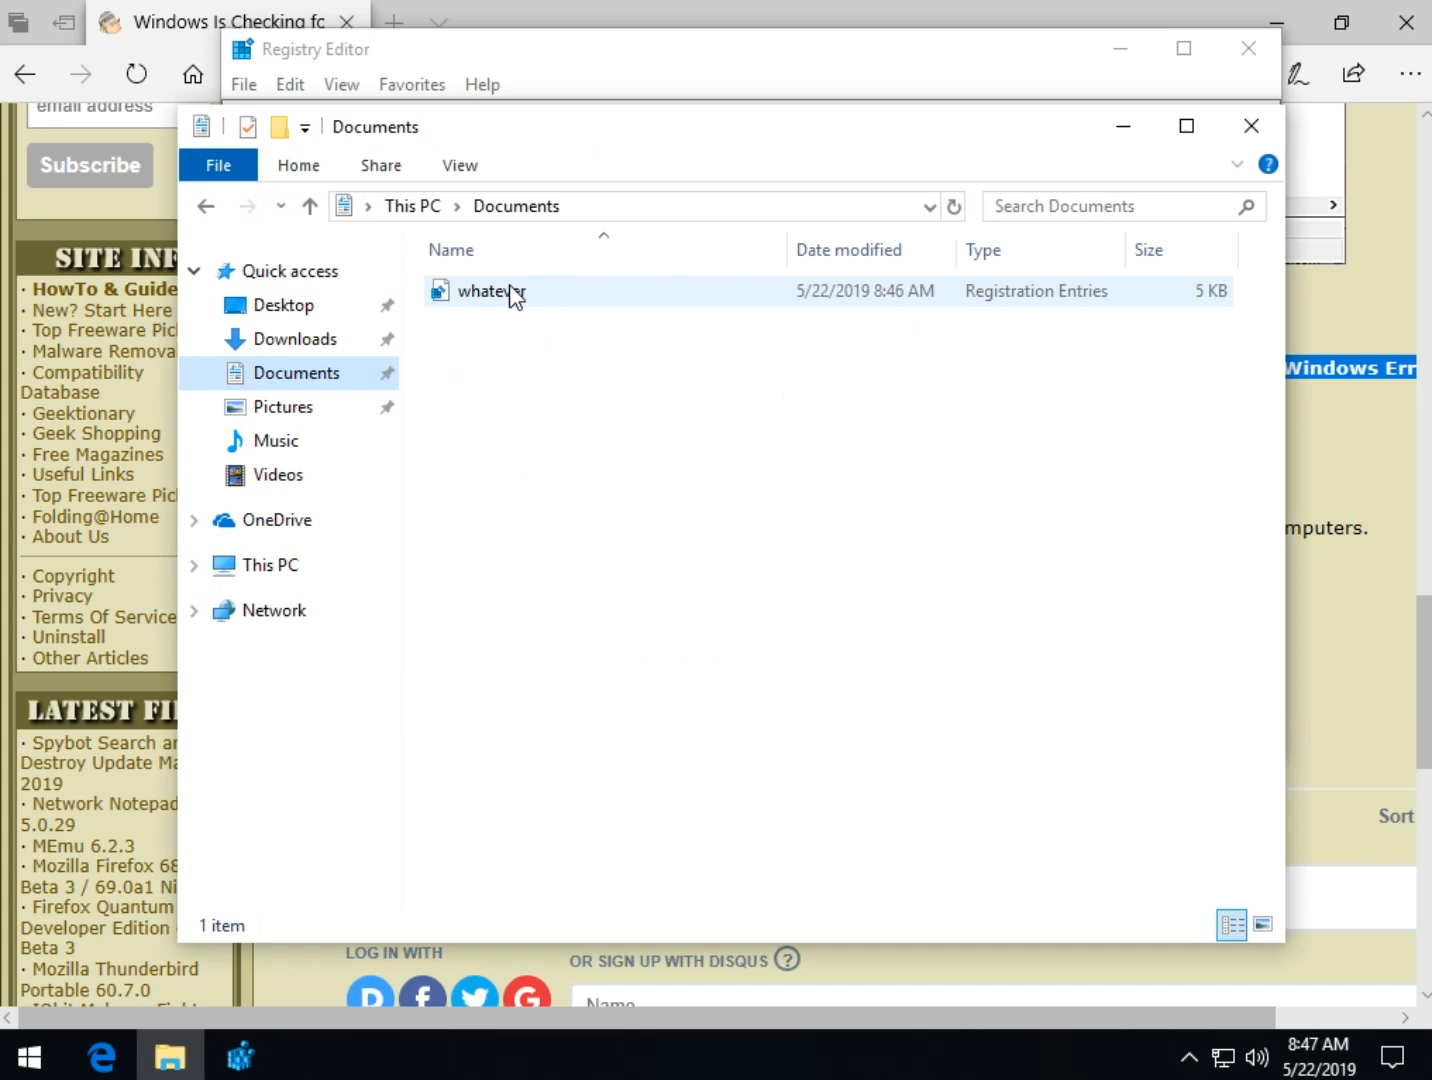 Windows Is Checking fc
Registry Editor
File Edit View Favorites Help
email address
Subscribe
Documents
File Home Share View
This PC Documents
Search Documents
SITE INF
· HowTo & Guide
· New? Start Here
· Top Freeware Pic
· Malware Remova
· Compatibility
Database
· Geektionary
· Geek Shopping
· Free Magazines
· Useful Links
· Top Freeware Pic
· Folding@Home
· About Us
· Copyright
· Privacy
· Terms Of Service
· Uninstall
· Other Articles
LATEST FI
· Spybot Search an
Destroy Update Ma
2019
· Network Notepad
5.0.29
· MEmu 6.2.3
· Mozilla Firefox 68
Beta 3 / 69.0a1 Ni
· Firefox Quantum
Developer Edition
Beta 3
· Mozilla Thunderbird
Portable 60.7.0
Quick access
Desktop
Downloads
Documents
Pictures
Music
Videos
OneDrive
This PC
Network
Name Date modified Type Size
whatever 5/22/2019 8:46 AM Registration Entries 5 KB
1 item
Windows Err
mputers.
Sort
LOG IN WITH
OR SIGN UP WITH DISQUS ?
Name
8:47 AM
5/22/2019